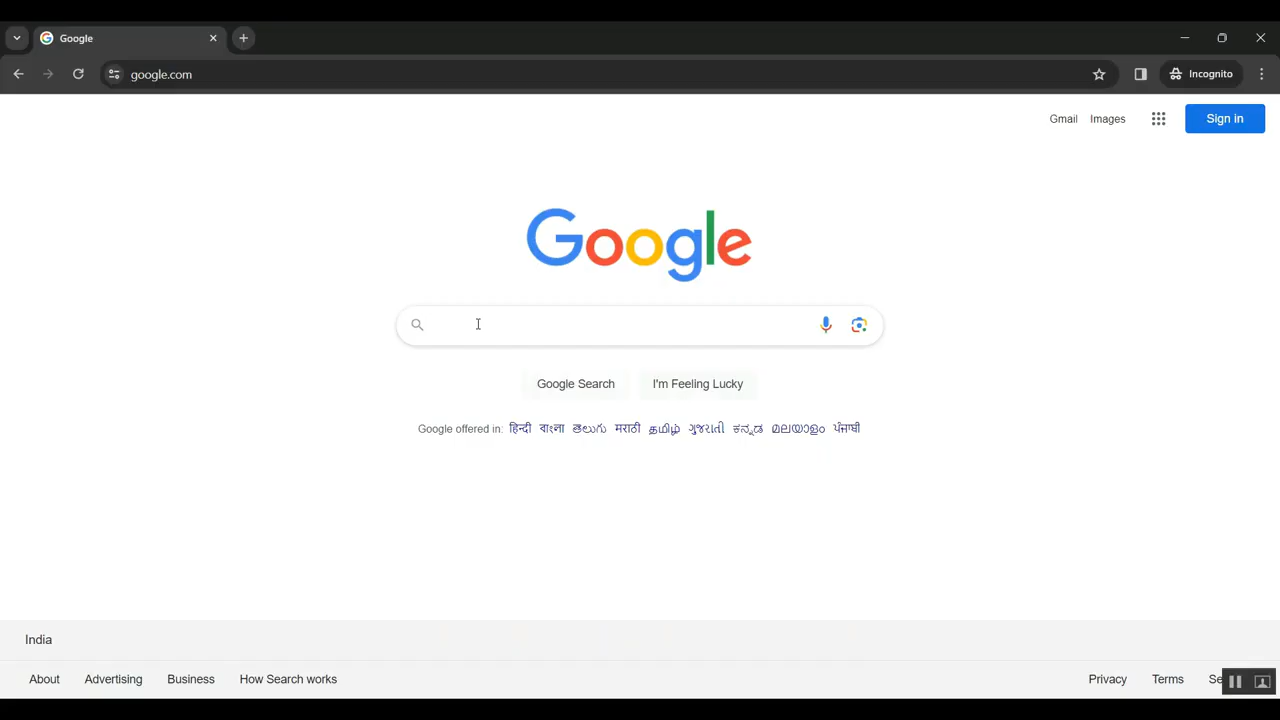 Google
google.com
Incognito
Gmail Images Sign in
Google
Google Search I'm Feeling Lucky
Google offered in: हिन्दी বাংলা తెలుగు मराठी தமிழ் ગુજરાતી ಕನ್ನಡ മലയാളം ਪੰਜਾਬੀ
India
About Advertising Business How Search works Privacy Terms Se